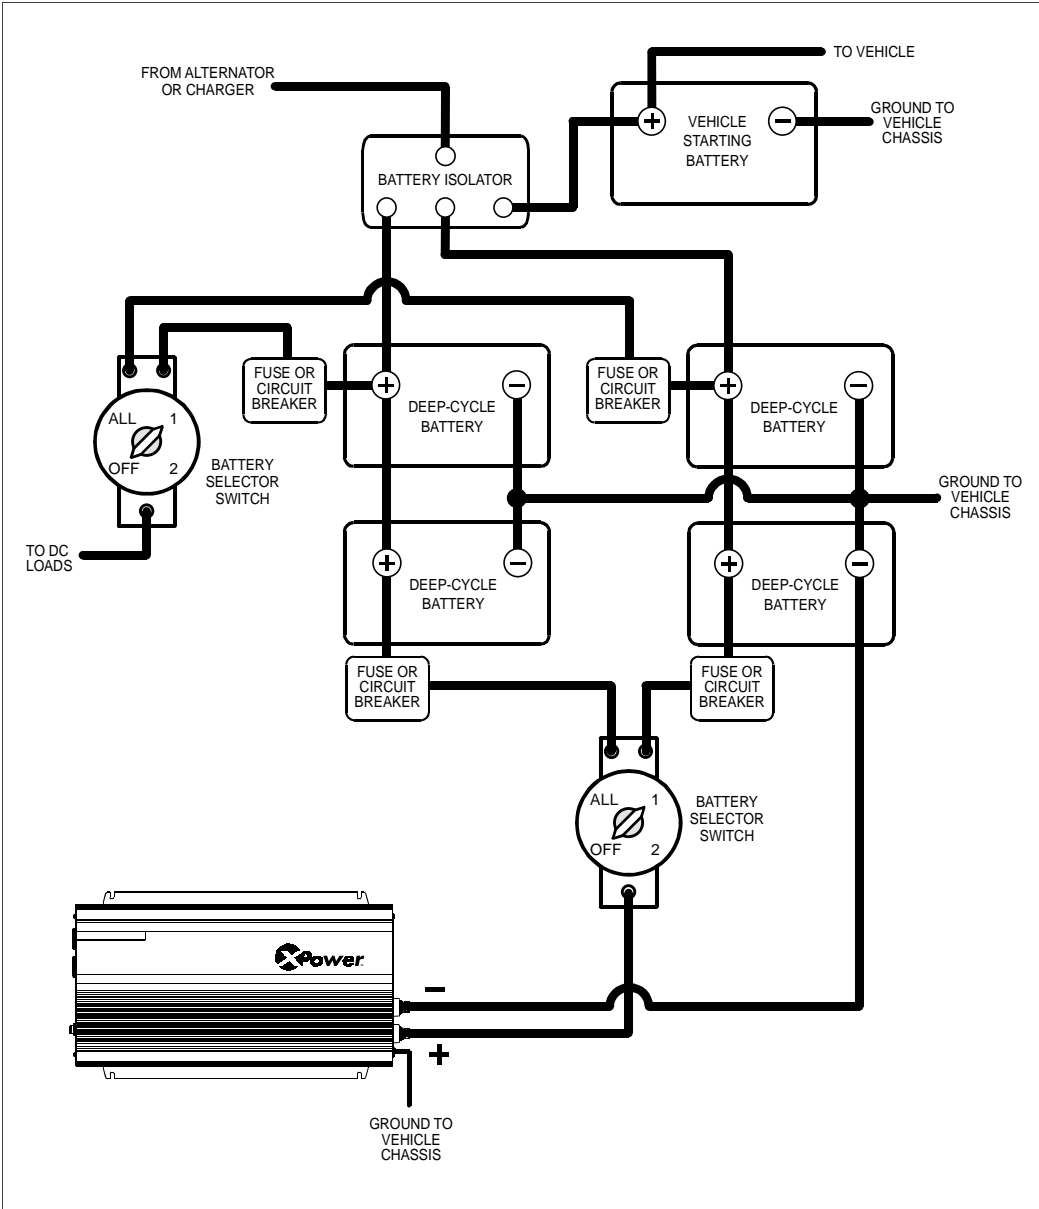 TO VEHICLE
FROM ALTERNATOR
OR CHARGER
GROUND TO
VEHICLE
CHASSIS
+
−
VEHICLE
STARTING
BATTERY
BATTERY ISOLATOR
FUSE OR
CIRCUIT
BREAKER
+
−
DEEP-CYCLE
BATTERY
FUSE OR
CIRCUIT
BREAKER
+
−
DEEP-CYCLE
BATTERY
ALL 1
OFF 2
BATTERY
SELECTOR
SWITCH
GROUND TO
VEHICLE
CHASSIS
TO DC
LOADS
+
−
DEEP-CYCLE
BATTERY
+
−
DEEP-CYCLE
BATTERY
FUSE OR
CIRCUIT
BREAKER
FUSE OR
CIRCUIT
BREAKER
ALL 1
OFF 2
BATTERY
SELECTOR
SWITCH
XPower
−
+
GROUND TO
VEHICLE
CHASSIS